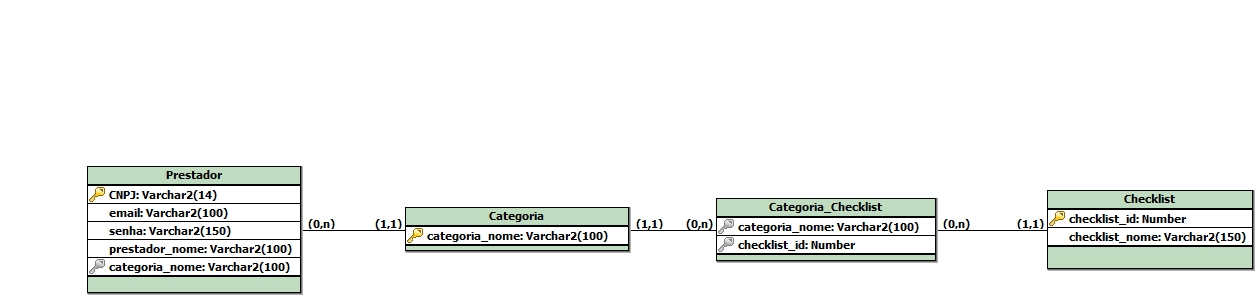 Prestador
CNPJ: Varchar2(14)
email: Varchar2(100)
senha: Varchar2(150)
prestador_nome: Varchar2(100)
categoria_nome: Varchar2(100)
(0,n)
(1,1)
Categoria
categoria_nome: Varchar2(100)
(1,1)
(0,n)
Categoria_Checklist
categoria_nome: Varchar2(100)
checklist_id: Number
(0,n)
(1,1)
Checklist
checklist_id: Number
checklist_nome: Varchar2(150)